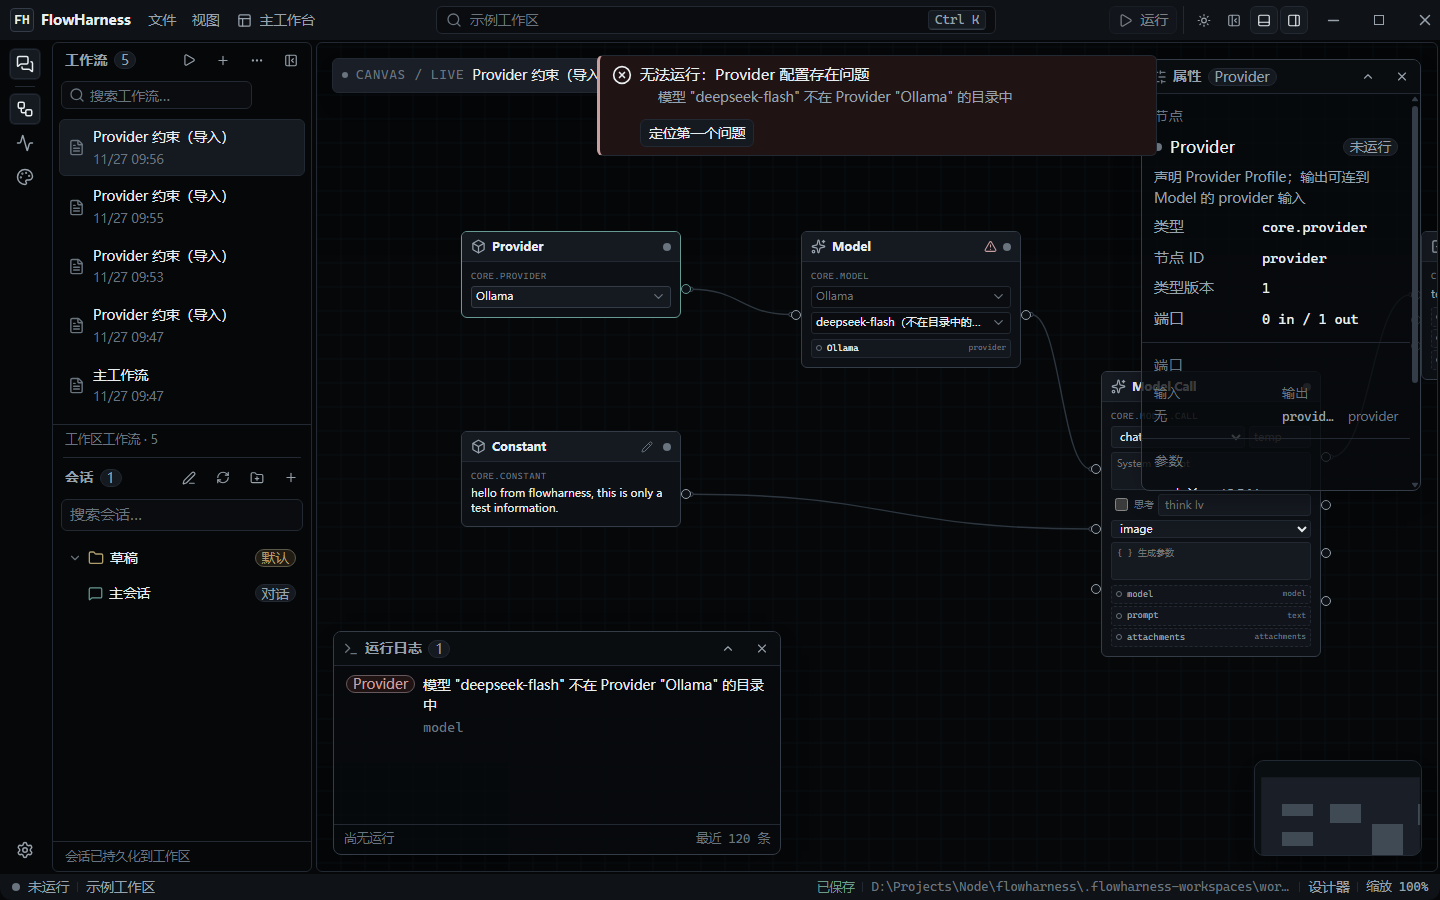 FH FlowHarness 文件 视图 主工作台
示例工作区 Ctrl K
运行
工作流 5
搜索工作流...
Provider 约束（导入）
11/27 09:56
Provider 约束（导入）
11/27 09:55
Provider 约束（导入）
11/27 09:53
Provider 约束（导入）
11/27 09:47
主工作流
11/27 09:47
工作区工作流 · 5
会话 1
搜索会话...
草稿 默认
主会话 对话
会话已持久化到工作区
CANVAS / LIVE Provider 约束（导入
无法运行：Provider 配置存在问题
模型 "deepseek-flash" 不在 Provider "Ollama" 的目录中
定位第一个问题
Provider
CORE.PROVIDER
Ollama
Model
CORE.MODEL
Ollama
deepseek-flash（不在目录中的...
Ollama provider
Constant
CORE.CONSTANT
hello from flowharness, this is only a
test information.
Model Call
CORE.MODEL.CALL
chat temp
System
思考 think lv
image
{ } 生成参数
model model
prompt text
attachments attachments
属性 Provider
节点
Provider 未运行
声明 Provider Profile；输出可连到
Model 的 provider 输入
类型 core.provider
节点 ID provider
类型版本 1
端口 0 in / 1 out
端口
输入 输出
无 provid... provider
参数
运行日志 1
Provider 模型 "deepseek-flash" 不在 Provider "Ollama" 的目录
中
model
尚无运行 最近 120 条
未运行 示例工作区
已保存 D:\Projects\Node\flowharness\.flowharness-workspaces\wor... 设计器 缩放 100%